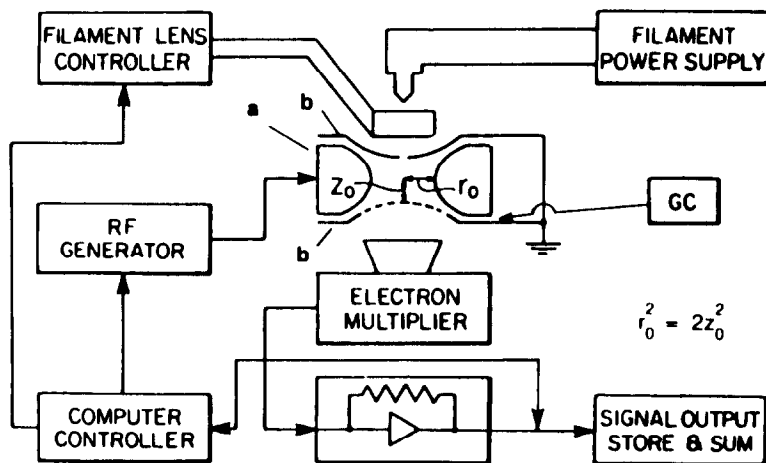 FILAMENT LENS
CONTROLLER
FILAMENT
POWER SUPPLY
b
a
Z₀
r₀
GC
RF
GENERATOR
b
ELECTRON
MULTIPLIER
r₀² = 2z₀²
COMPUTER
CONTROLLER
SIGNAL OUTPUT
STORE & SUM